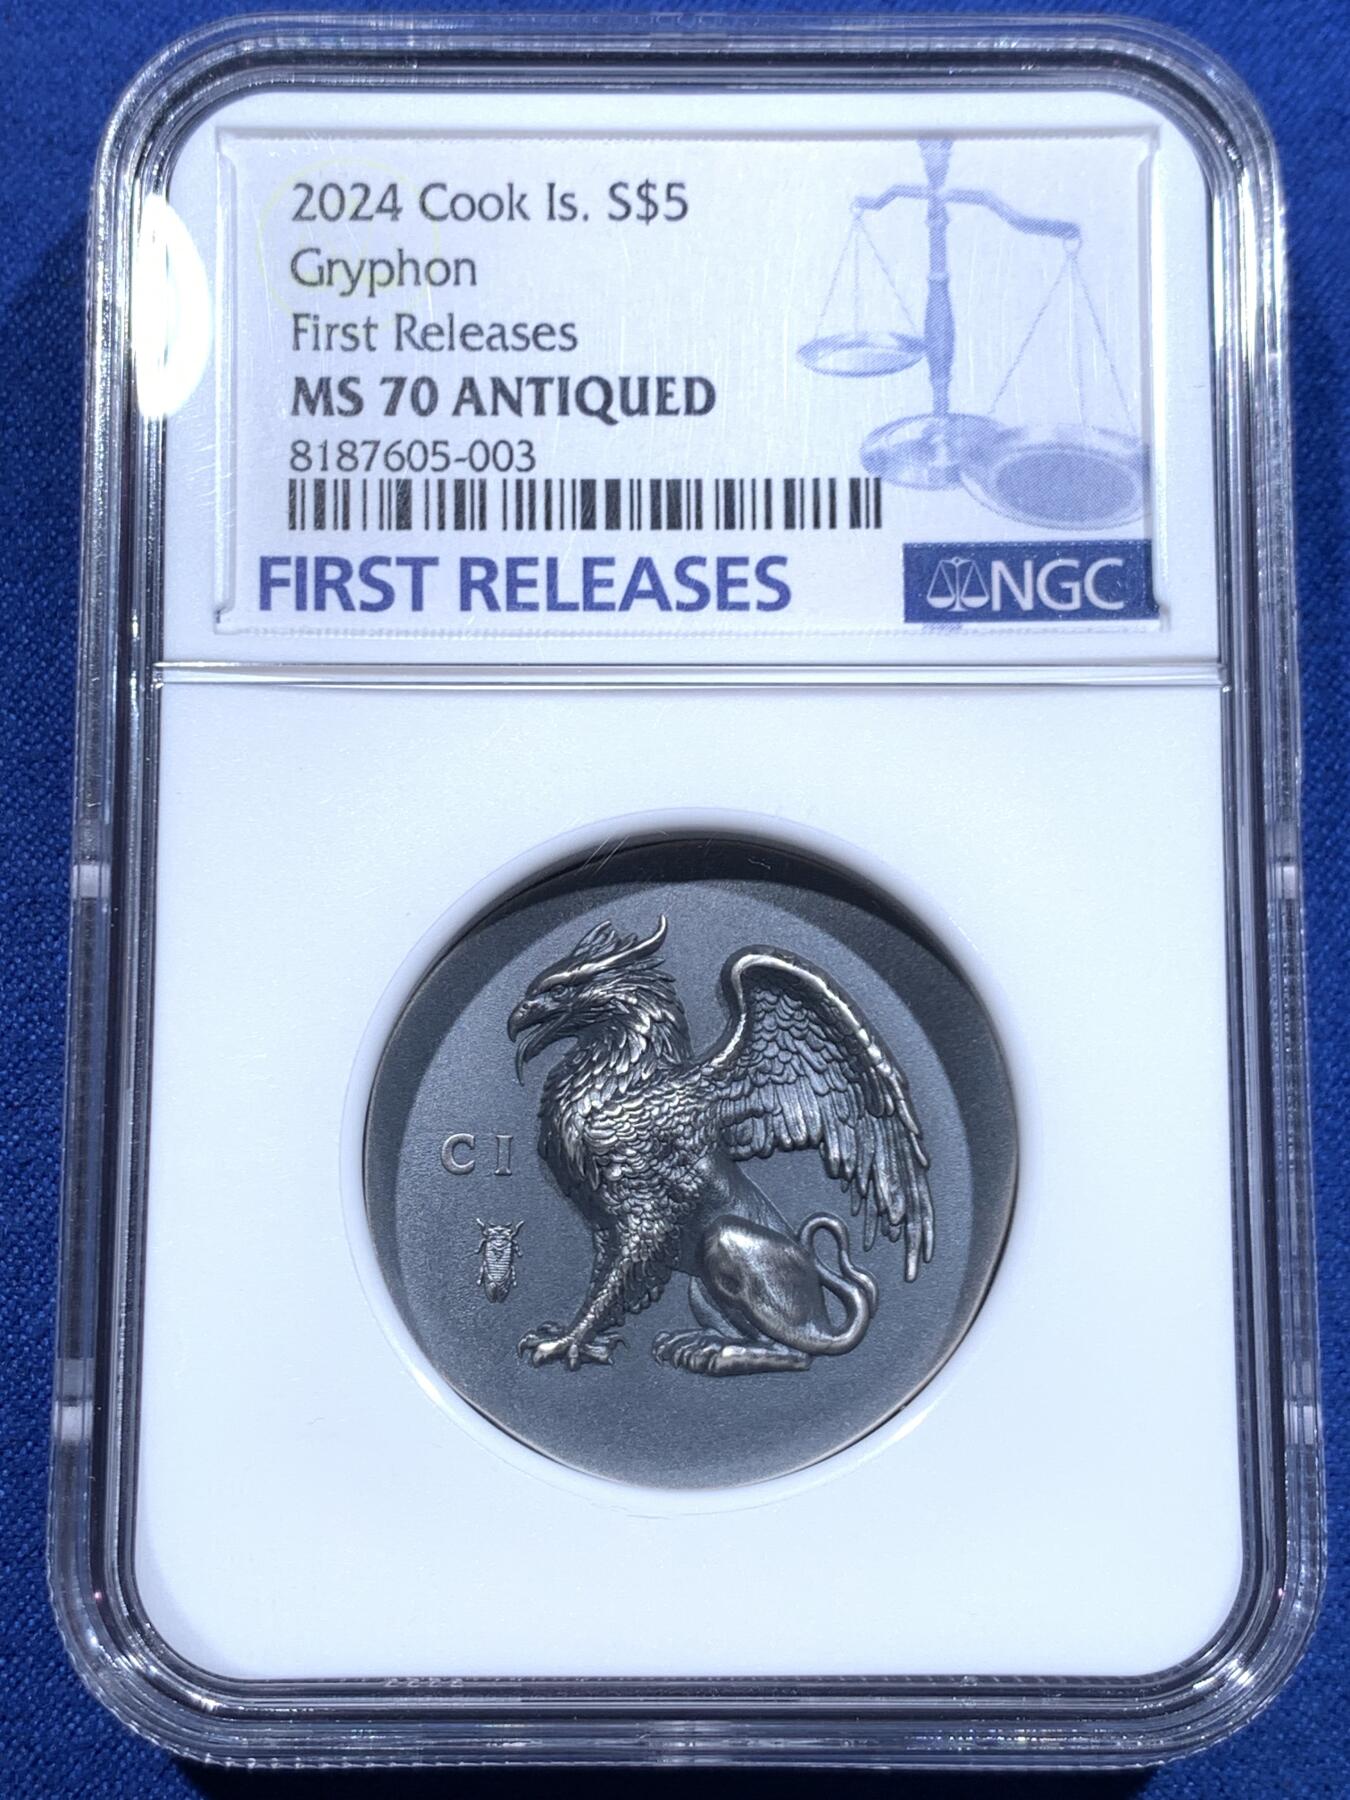 2024 Cook Is. S$5
Gryphon
First Releases
MS 70 ANTIQUED
8187605-003
FIRST RELEASES
NGC
C I